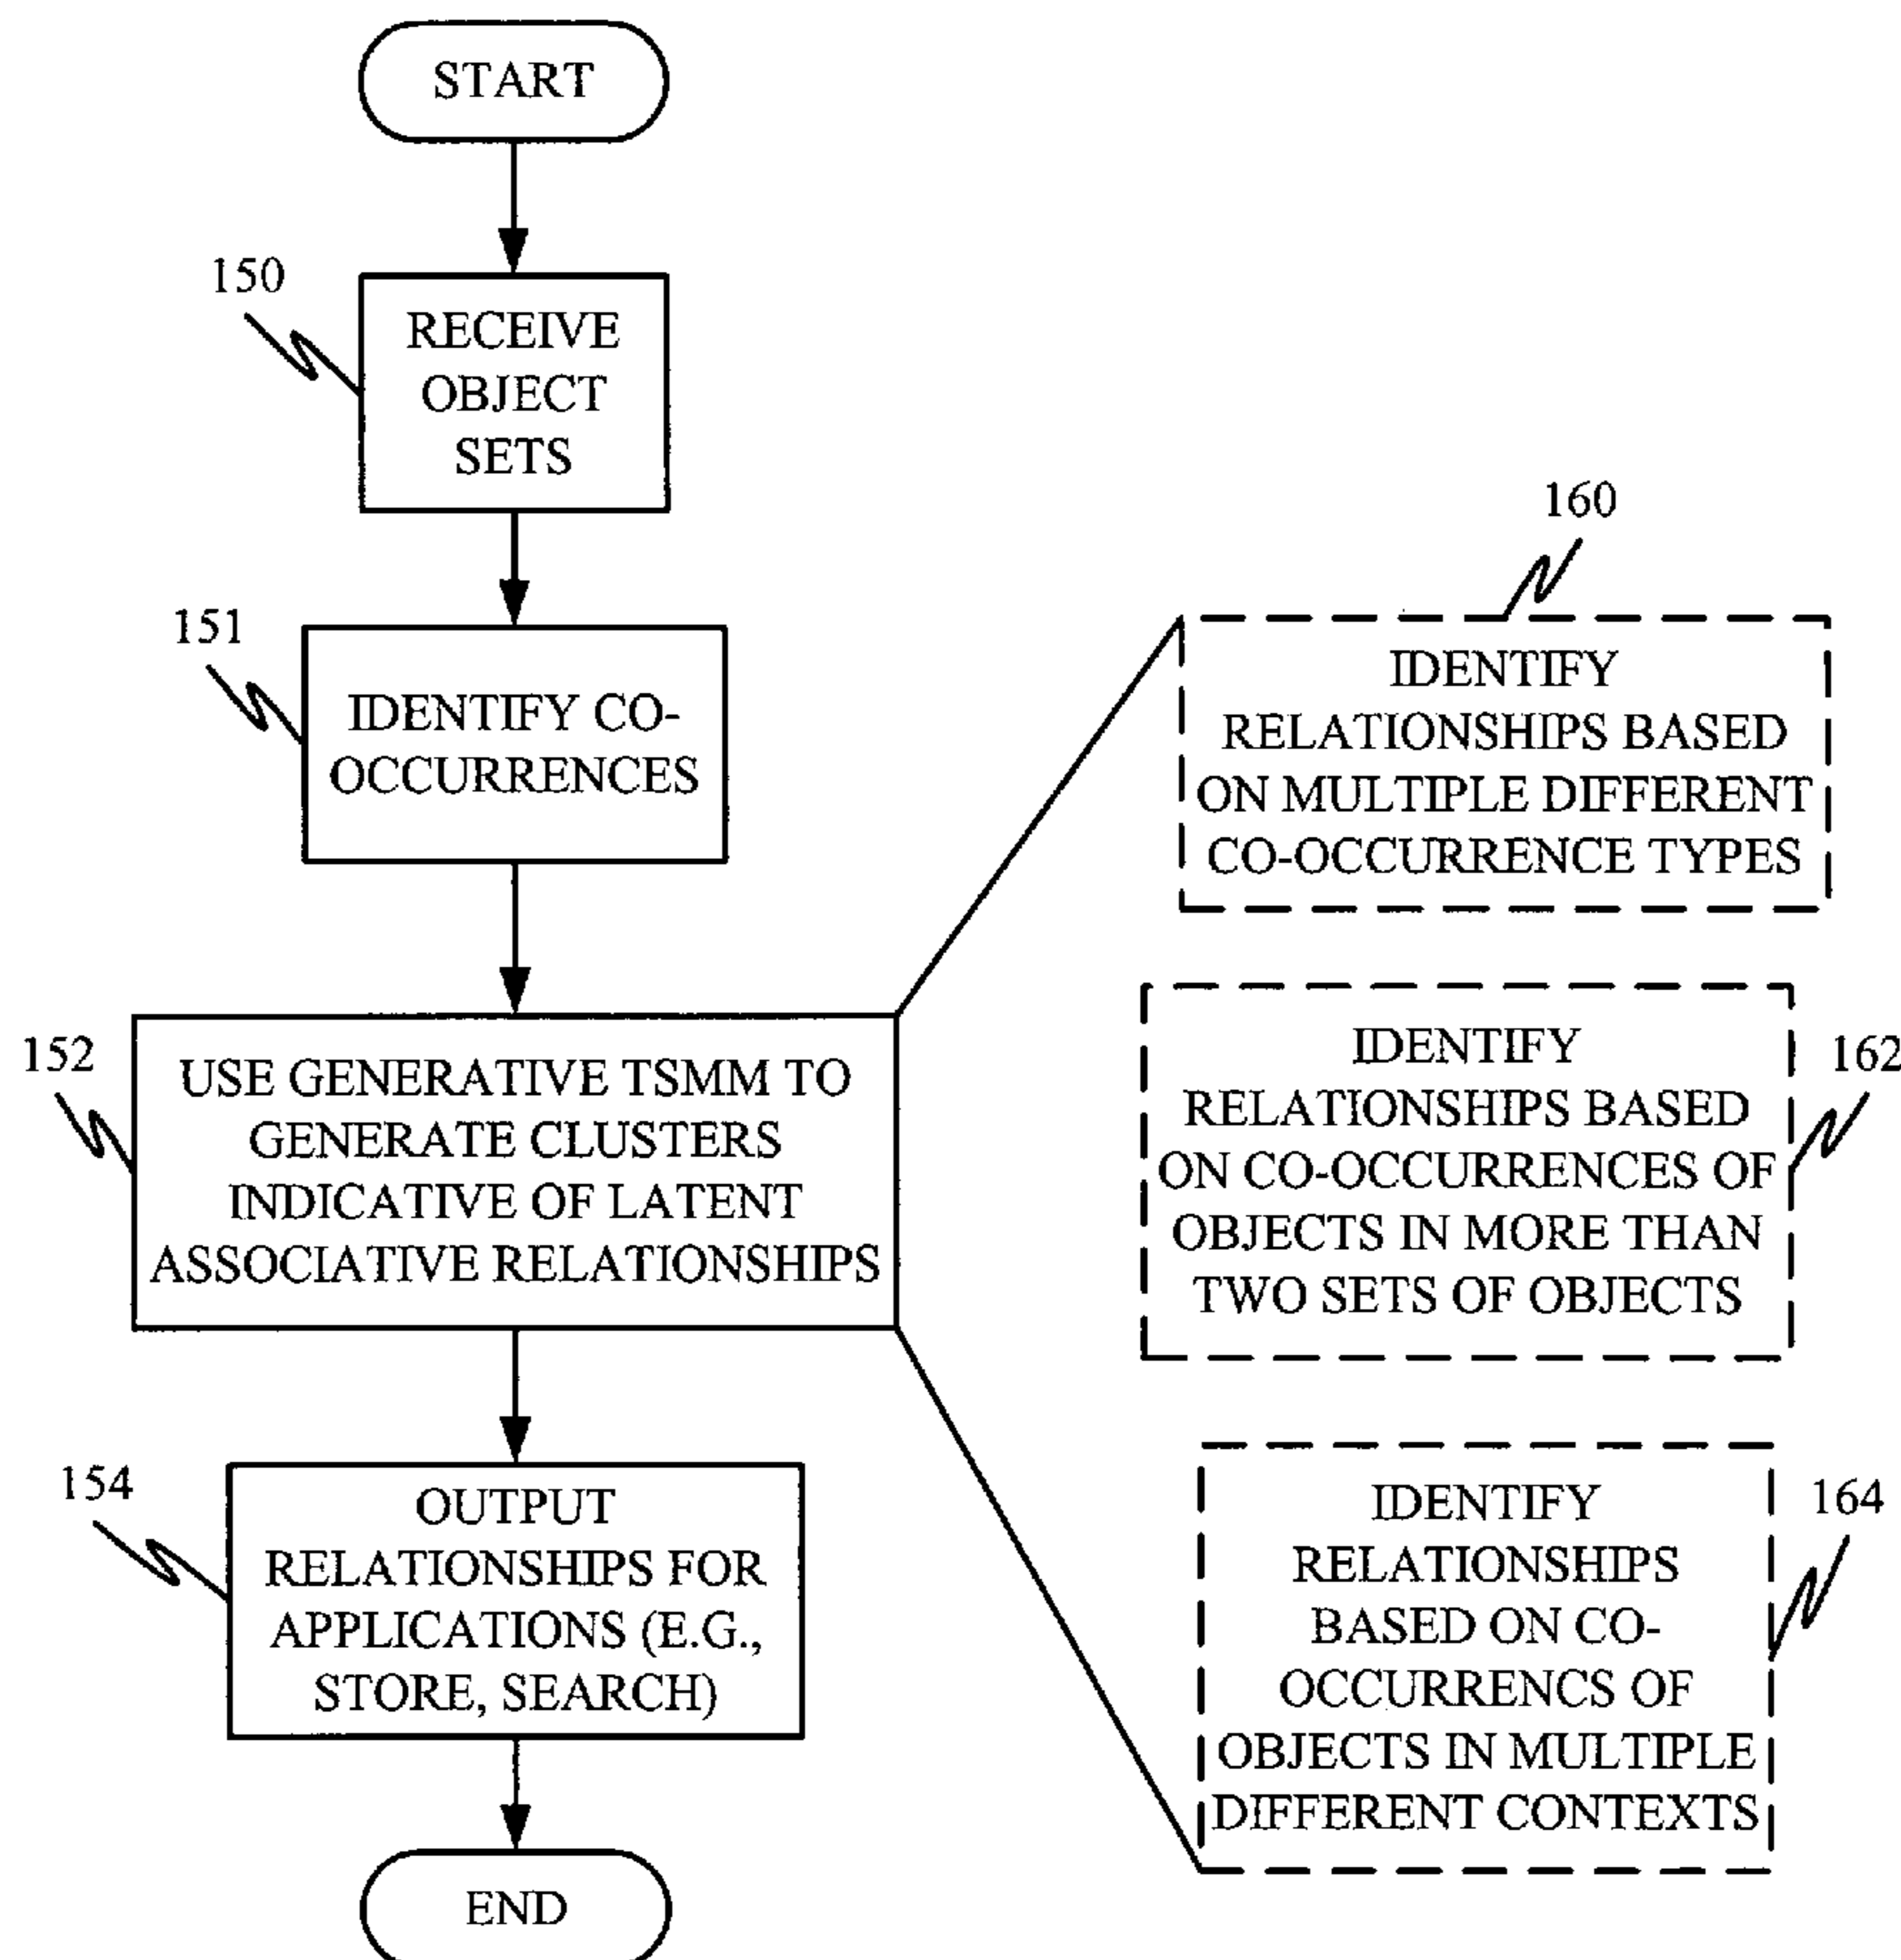 START
150
RECEIVE
OBJECT
SETS
151
IDENTIFY CO-
OCCURRENCES
152
USE GENERATIVE TSMM TO
GENERATE CLUSTERS
INDICATIVE OF LATENT
ASSOCIATIVE RELATIONSHIPS
154
OUTPUT
RELATIONSHIPS FOR
APPLICATIONS (E.G.,
STORE, SEARCH)
END
160
IDENTIFY
RELATIONSHIPS BASED
ON MULTIPLE DIFFERENT
CO-OCCURRENCE TYPES
162
IDENTIFY
RELATIONSHIPS BASED
ON CO-OCCURRENCES OF
OBJECTS IN MORE THAN
TWO SETS OF OBJECTS
164
IDENTIFY
RELATIONSHIPS
BASED ON CO-
OCCURRENCS OF
OBJECTS IN MULTIPLE
DIFFERENT CONTEXTS